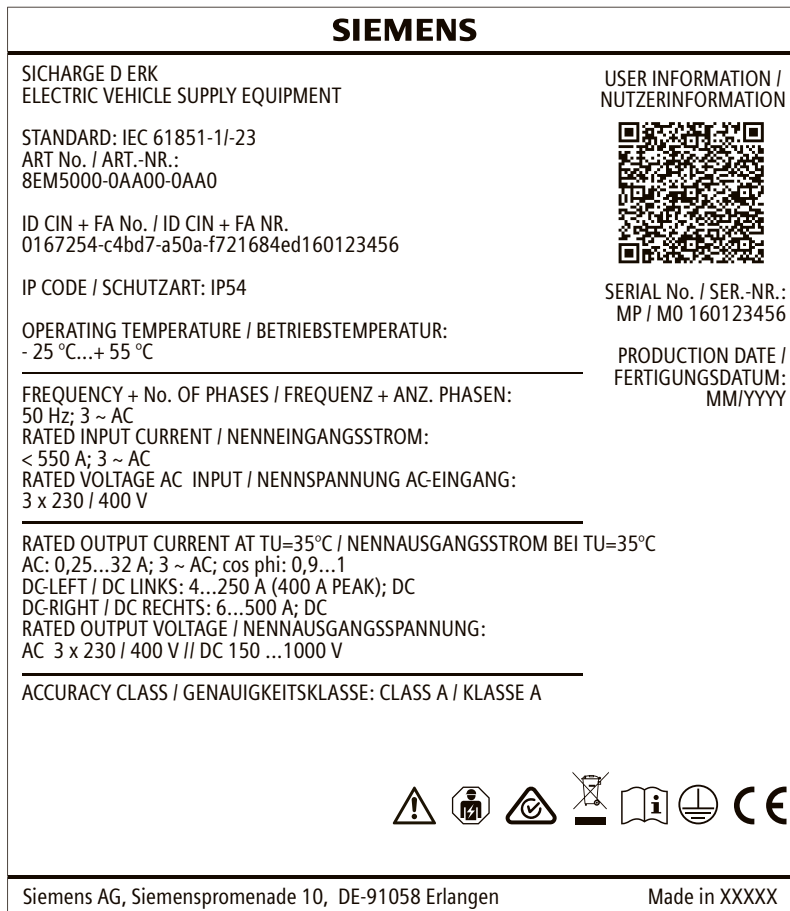 SIEMENS
SICHARGE D ERK
ELECTRIC VEHICLE SUPPLY EQUIPMENT
STANDARD: IEC 61851-1/-23
ART No. / ART.-NR.:
8EM5000-0AA00-0AA0
ID CIN + FA No. / ID CIN + FA NR.
0167254-c4bd7-a50a-f721684ed160123456
IP CODE / SCHUTZART: IP54
OPERATING TEMPERATURE / BETRIEBSTEMPERATUR:
- 25 °C...+ 55 °C
USER INFORMATION /
NUTZERINFORMATION
SERIAL No. / SER.-NR.:
MP / M0 160123456
PRODUCTION DATE /
FERTIGUNGSDATUM:
MM/YYYY
FREQUENCY + No. OF PHASES / FREQUENZ + ANZ. PHASEN:
50 Hz; 3 ~ AC
RATED INPUT CURRENT / NENNEINGANGSSTROM:
< 550 A; 3 ~ AC
RATED VOLTAGE AC  INPUT / NENNSPANNUNG AC-EINGANG:
3 x 230 / 400 V
RATED OUTPUT CURRENT AT TU=35°C / NENNAUSGANGSSTROM BEI TU=35°C
AC: 0,25...32 A; 3 ~ AC; cos phi: 0,9...1
DC-LEFT / DC LINKS: 4...250 A (400 A PEAK); DC
DC-RIGHT / DC RECHTS: 6...500 A; DC
RATED OUTPUT VOLTAGE / NENNAUSGANGSSPANNUNG:
AC  3 x 230 / 400 V // DC 150 ...1000 V
ACCURACY CLASS / GENAUIGKEITSKLASSE: CLASS A / KLASSE A
i CE
Siemens AG, Siemenspromenade 10,  DE-91058 Erlangen
Made in XXXXX